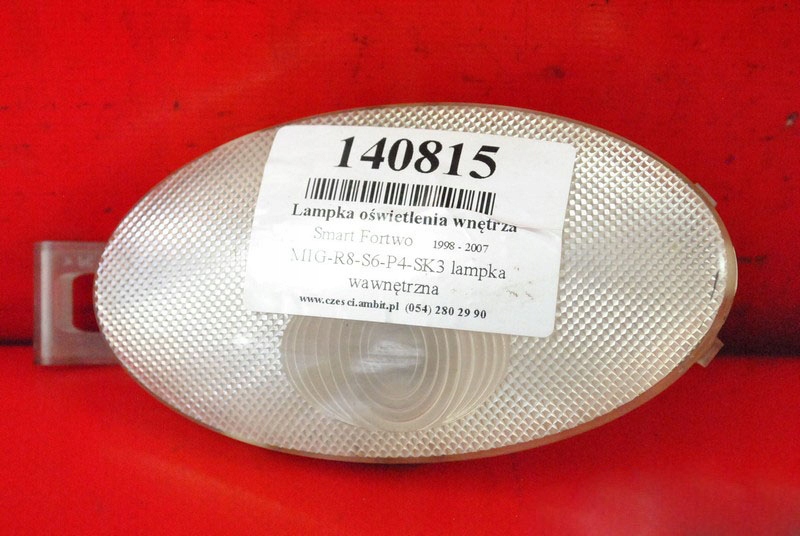 140815
Lampka oświetlenia wnętrza
Smart Fortwo 1998 - 2007
MIG-R8-S6-P4-SK3 lampka
wawnętrzna
www.czesci.ambit.pl (054) 280 29 90